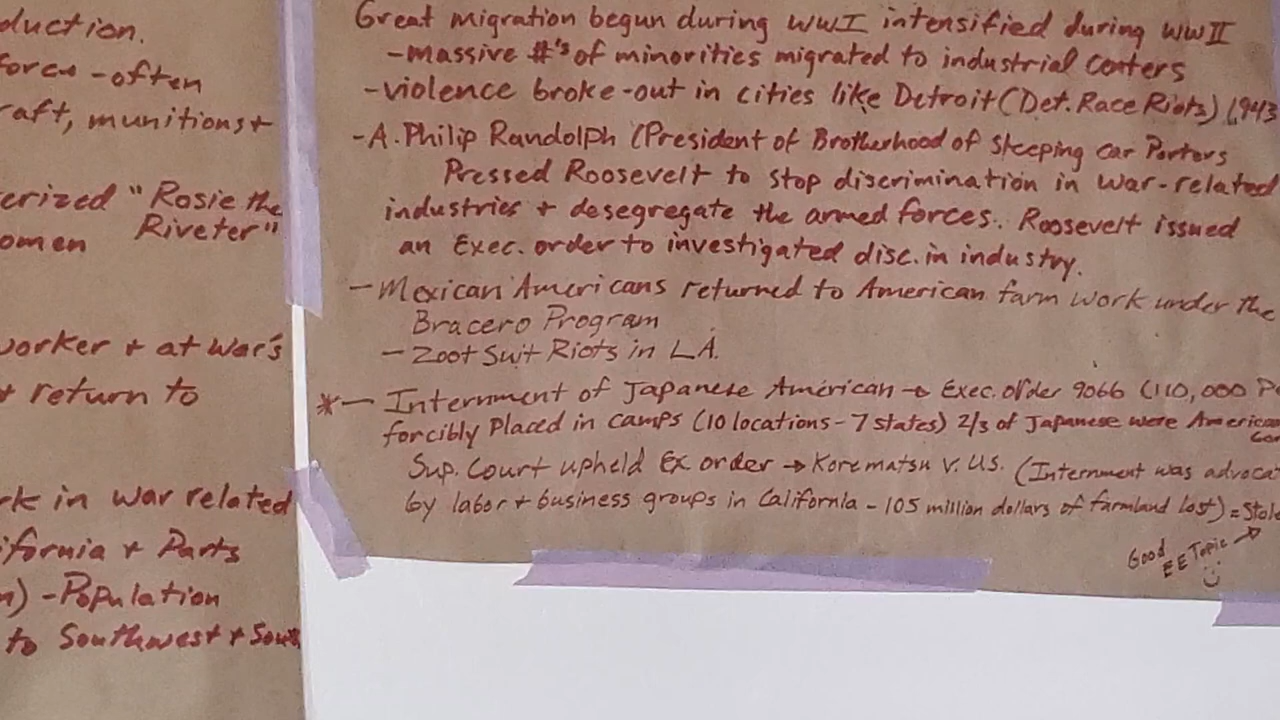 duction.
force - often
raft, munitions +
erized "Rosie the
Riveter"
omen
worker + at war's
+ return to
rk in war related
ifornia + Parts
n) - Population
to Southwest + South
Great migration begun during WWI intensified during WWII
- massive #'s of minorities migrated to industrial centers
- violence broke-out in cities like Detroit (Det. Race Riots) 1943
- A. Philip Randolph (President of Brotherhood of Sleeping car Porters
Pressed Roosevelt to stop discrimination in war-related
industries + desegregate the armed forces. Roosevelt issued
an Exec. order to investigated disc. in industry.
- Mexican Americans returned to American farm work under the
Bracero Program
- Zoot Suit Riots in L.A.
*- Internment of Japanese American → Exec. order 9066 (110,000 P
forcibly Placed in camps (10 locations - 7 states) 2/3 of Japanese were American
Sup. Court upheld Ex order → Korematsu v. U.S. (Internment was advoca
by labor + business groups in California - 105 million dollars of farmland lost) = Stole
Good
EE Topic →